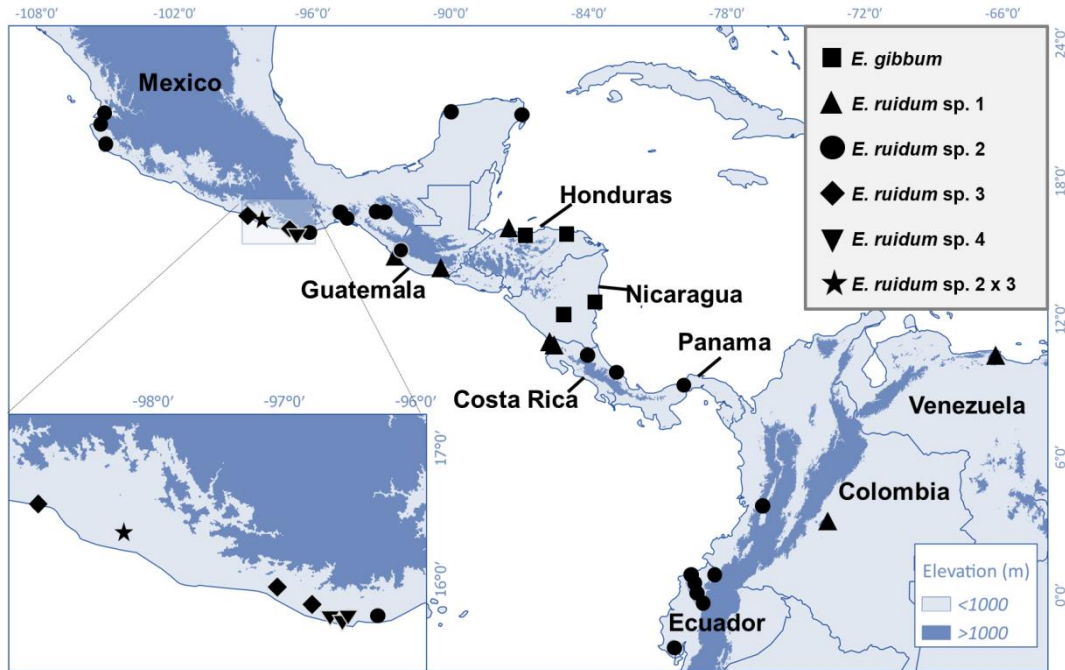 -108°0' -102°0' -96°0' -90°0' -84°0' -78°0' -72°0' -66°0'
24°0'
Mexico
E. gibbum
E. ruidum sp. 1
E. ruidum sp. 2
E. ruidum sp. 3
E. ruidum sp. 4
E. ruidum sp. 2 x 3
18°0'
Honduras
Guatemala
Nicaragua
12°0'
Panama
Costa Rica
Venezuela
6°0'
Colombia
-98°0' -97°0' -96°0'
17°0'
16°0'
Ecuador
Elevation (m)
<1000
>1000
0°0'